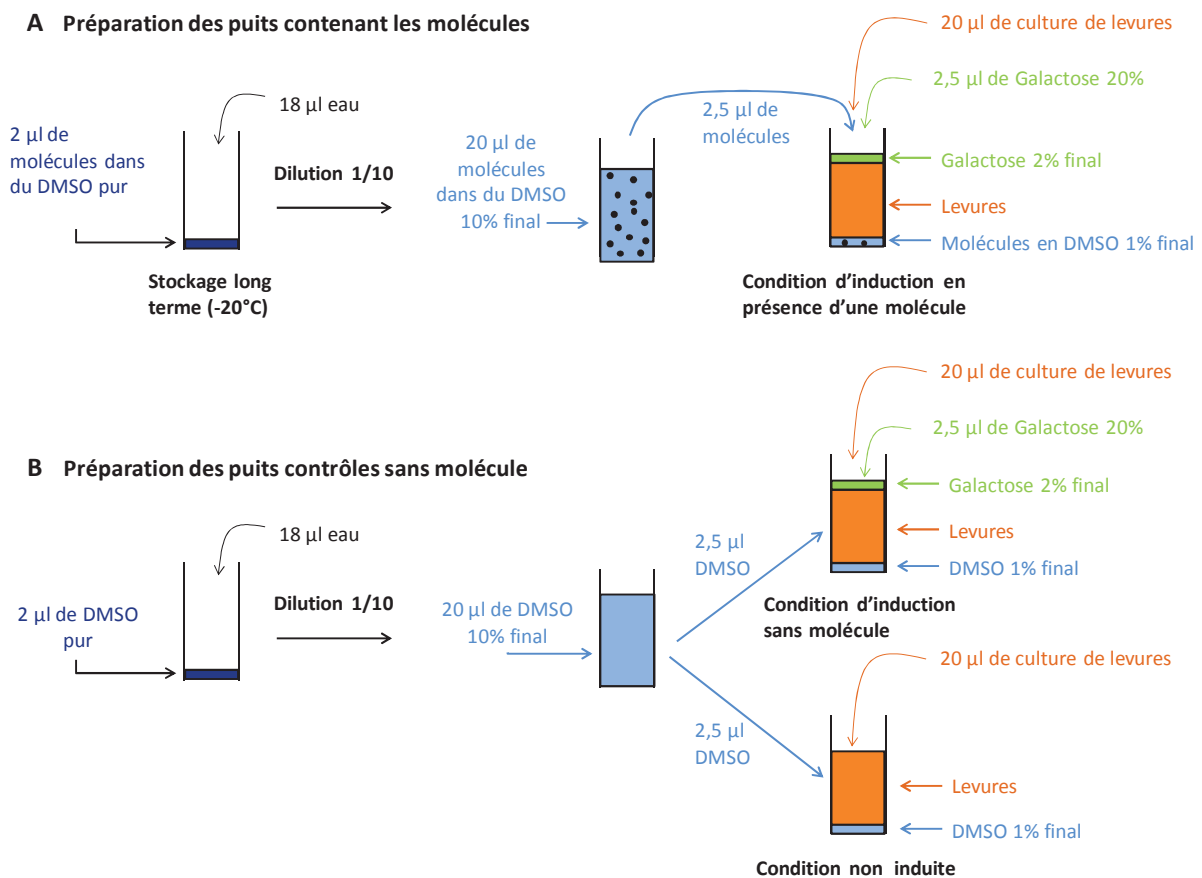 A Préparation des puits contenant les molécules
20 µl de culture de levures
2,5 µl de Galactose 20%
18 µl eau
2 µl de
molécules dans
du DMSO pur
Dilution 1/10
20 µl de
molécules
dans du DMSO
10% final
2,5 µl de
molécules
Galactose 2% final
Levures
Molécules en DMSO 1% final
Stockage long
terme (-20°C)
Condition d'induction en
présence d'une molécule
20 µl de culture de levures
2,5 µl de Galactose 20%
B Préparation des puits contrôles sans molécule
Galactose 2% final
18 µl eau
Levures
2,5 µl
DMSO
DMSO 1% final
Dilution 1/10
2 µl de DMSO
pur
20 µl de DMSO
10% final
Condition d'induction
sans molécule
20 µl de culture de levures
2,5 µl
DMSO
Levures
DMSO 1% final
Condition non induite